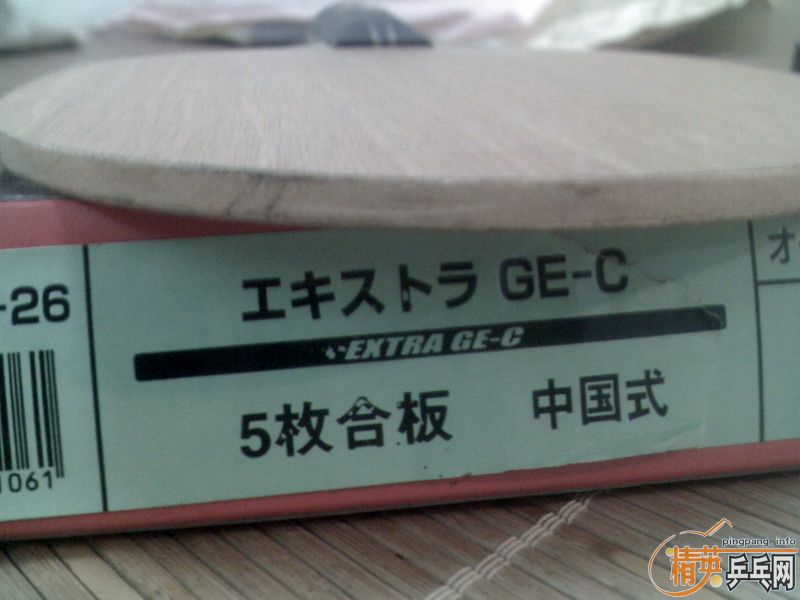 エキストラ GE-C
-26
オ
EXTRA GE-C
5枚合板 中国式
1061
pingpang.info
精英乒乓网